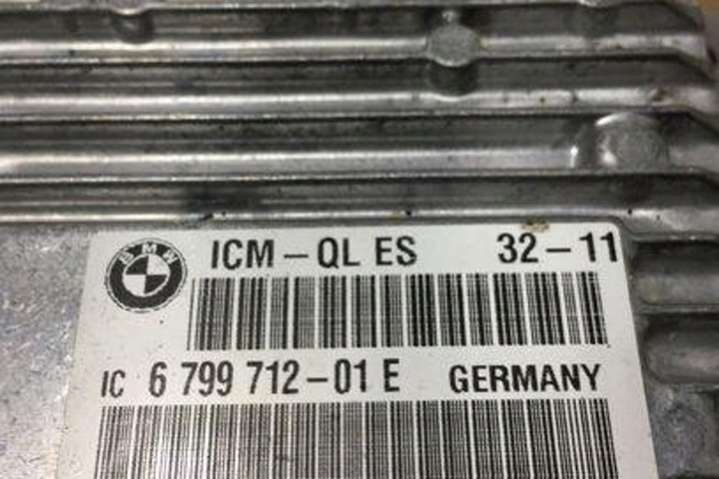 BMW
ICM-QL ES 32-11
IC 6 799 712-01 E GERMANY